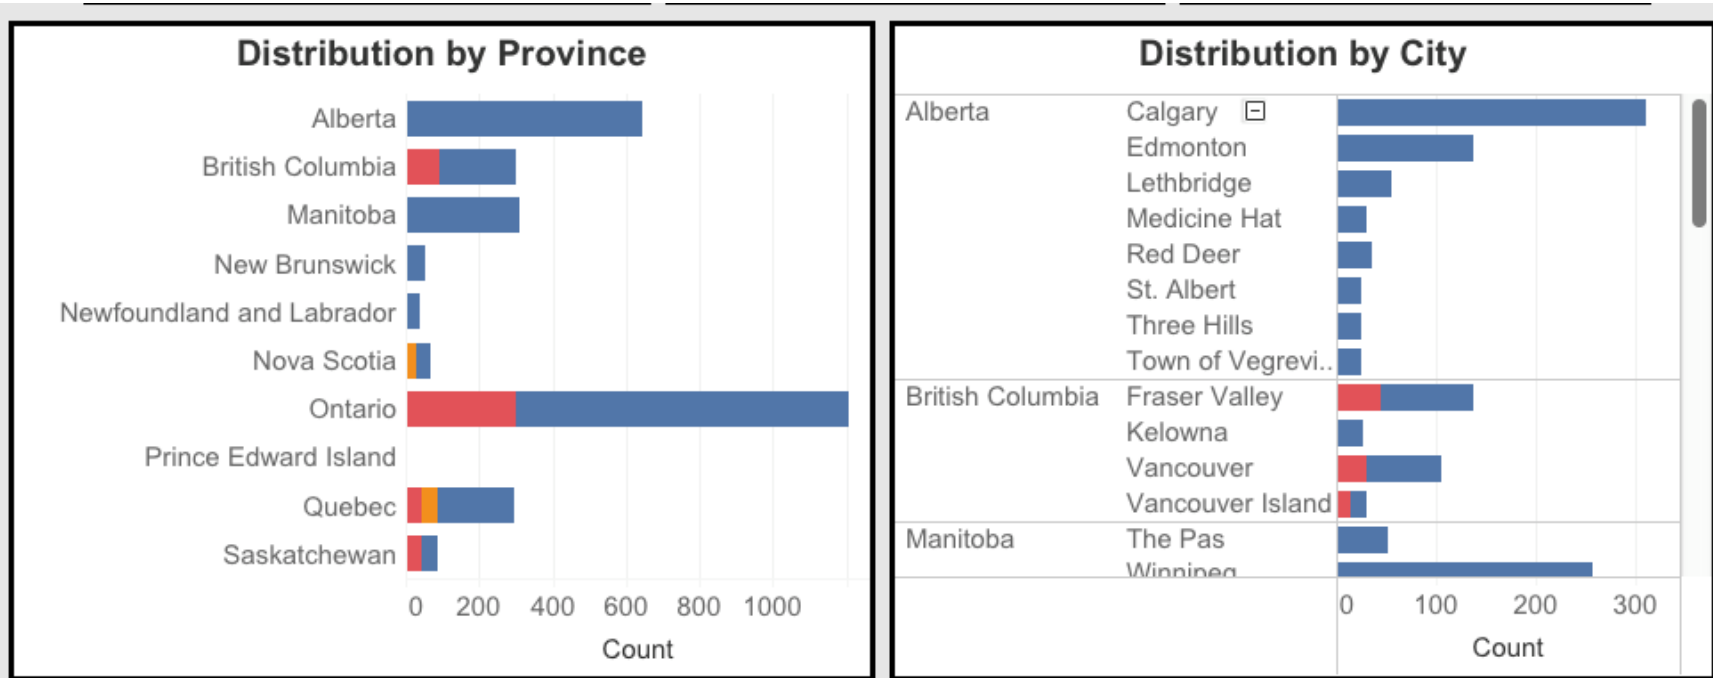 Distribution by Province
Alberta
British Columbia
Manitoba
New Brunswick
Newfoundland and Labrador
Nova Scotia
Ontario
Prince Edward Island
Quebec
Saskatchewan
0 200 400 600 800 1000
Count
Distribution by City
Alberta Calgary
Edmonton
Lethbridge
Medicine Hat
Red Deer
St. Albert
Three Hills
Town of Vegrevi..
British Columbia Fraser Valley
Kelowna
Vancouver
Vancouver Island
Manitoba The Pas
Winnipeg
0 100 200 300
Count